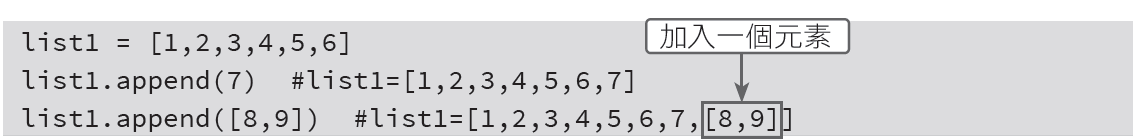 加入一個元素
list1 = [1,2,3,4,5,6]
list1.append(7)  #list1=[1,2,3,4,5,6,7]
list1.append([8,9])  #list1=[1,2,3,4,5,6,7,[8,9]]